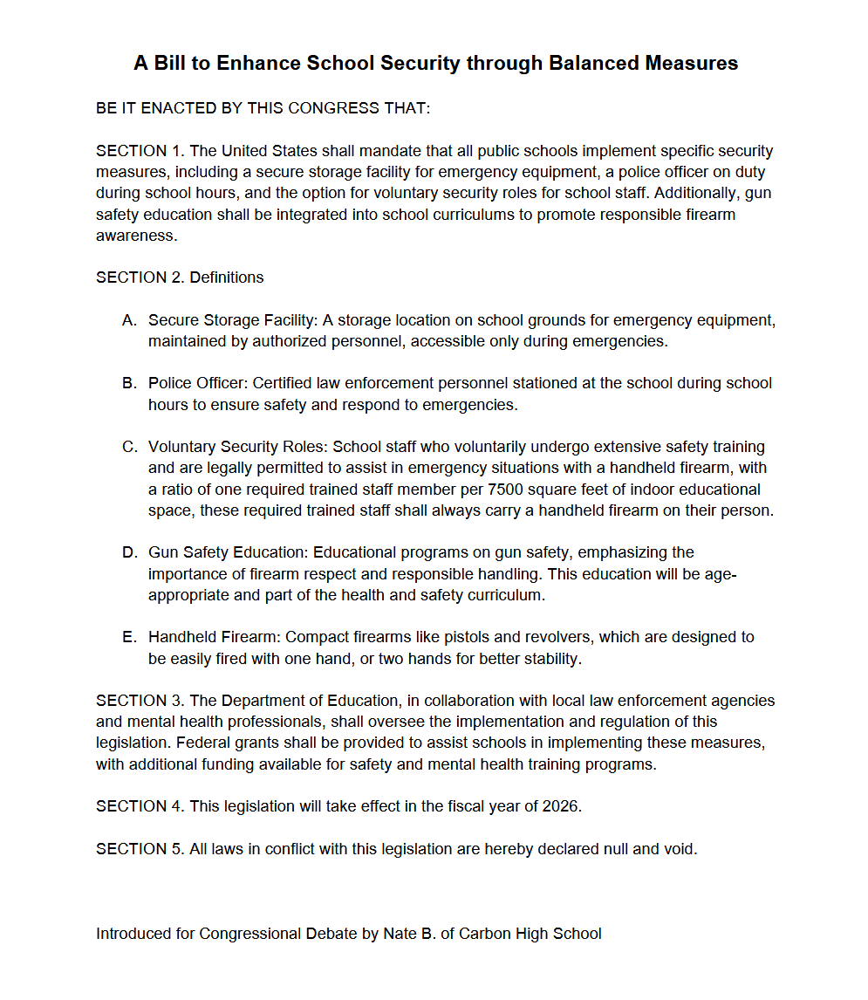 A Bill to Enhance School Security through Balanced Measures
BE IT ENACTED BY THIS CONGRESS THAT:
SECTION 1. The United States shall mandate that all public schools implement specific security
measures, including a secure storage facility for emergency equipment, a police officer on duty
during school hours, and the option for voluntary security roles for school staff. Additionally, gun
safety education shall be integrated into school curriculums to promote responsible firearm
awareness.
SECTION 2. Definitions
A. Secure Storage Facility: A storage location on school grounds for emergency equipment,
maintained by authorized personnel, accessible only during emergencies.
B. Police Officer: Certified law enforcement personnel stationed at the school during school
hours to ensure safety and respond to emergencies.
C. Voluntary Security Roles: School staff who voluntarily undergo extensive safety training
and are legally permitted to assist in emergency situations with a handheld firearm, with
a ratio of one required trained staff member per 7500 square feet of indoor educational
space, these required trained staff shall always carry a handheld firearm on their person.
D. Gun Safety Education: Educational programs on gun safety, emphasizing the
importance of firearm respect and responsible handling. This education will be age-
appropriate and part of the health and safety curriculum.
E. Handheld Firearm: Compact firearms like pistols and revolvers, which are designed to
be easily fired with one hand, or two hands for better stability.
SECTION 3. The Department of Education, in collaboration with local law enforcement agencies
and mental health professionals, shall oversee the implementation and regulation of this
legislation. Federal grants shall be provided to assist schools in implementing these measures,
with additional funding available for safety and mental health training programs.
SECTION 4. This legislation will take effect in the fiscal year of 2026.
SECTION 5. All laws in conflict with this legislation are hereby declared null and void.
Introduced for Congressional Debate by Nate B. of Carbon High School